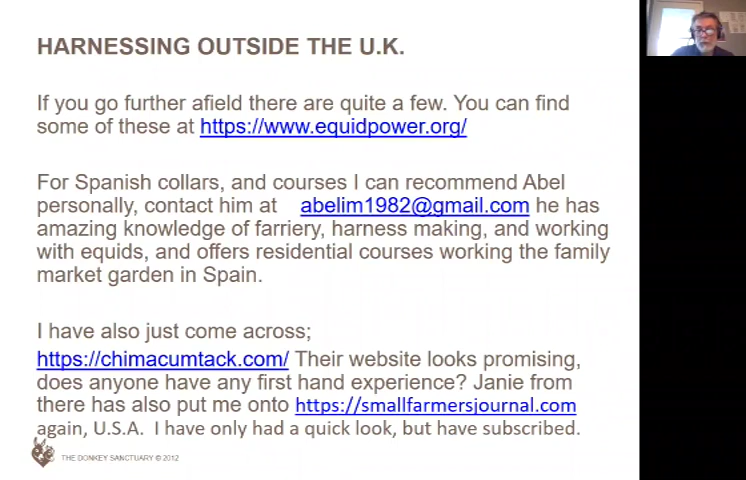 HARNESSING OUTSIDE THE U.K.
If you go further afield there are quite a few. You can find
some of these at https://www.equidpower.org/
For Spanish collars, and courses I can recommend Abel
personally, contact him at abelim1982@gmail.com he has
amazing knowledge of farriery, harness making, and working
with equids, and offers residential courses working the family
market garden in Spain.
I have also just come across;
https://chimacumtack.com/ Their website looks promising,
does anyone have any first hand experience? Janie from
there has also put me onto https://smallfarmersjournal.com
again, U.S.A. I have only had a quick look, but have subscribed.
THE DONKEY SANCTUARY © 2012